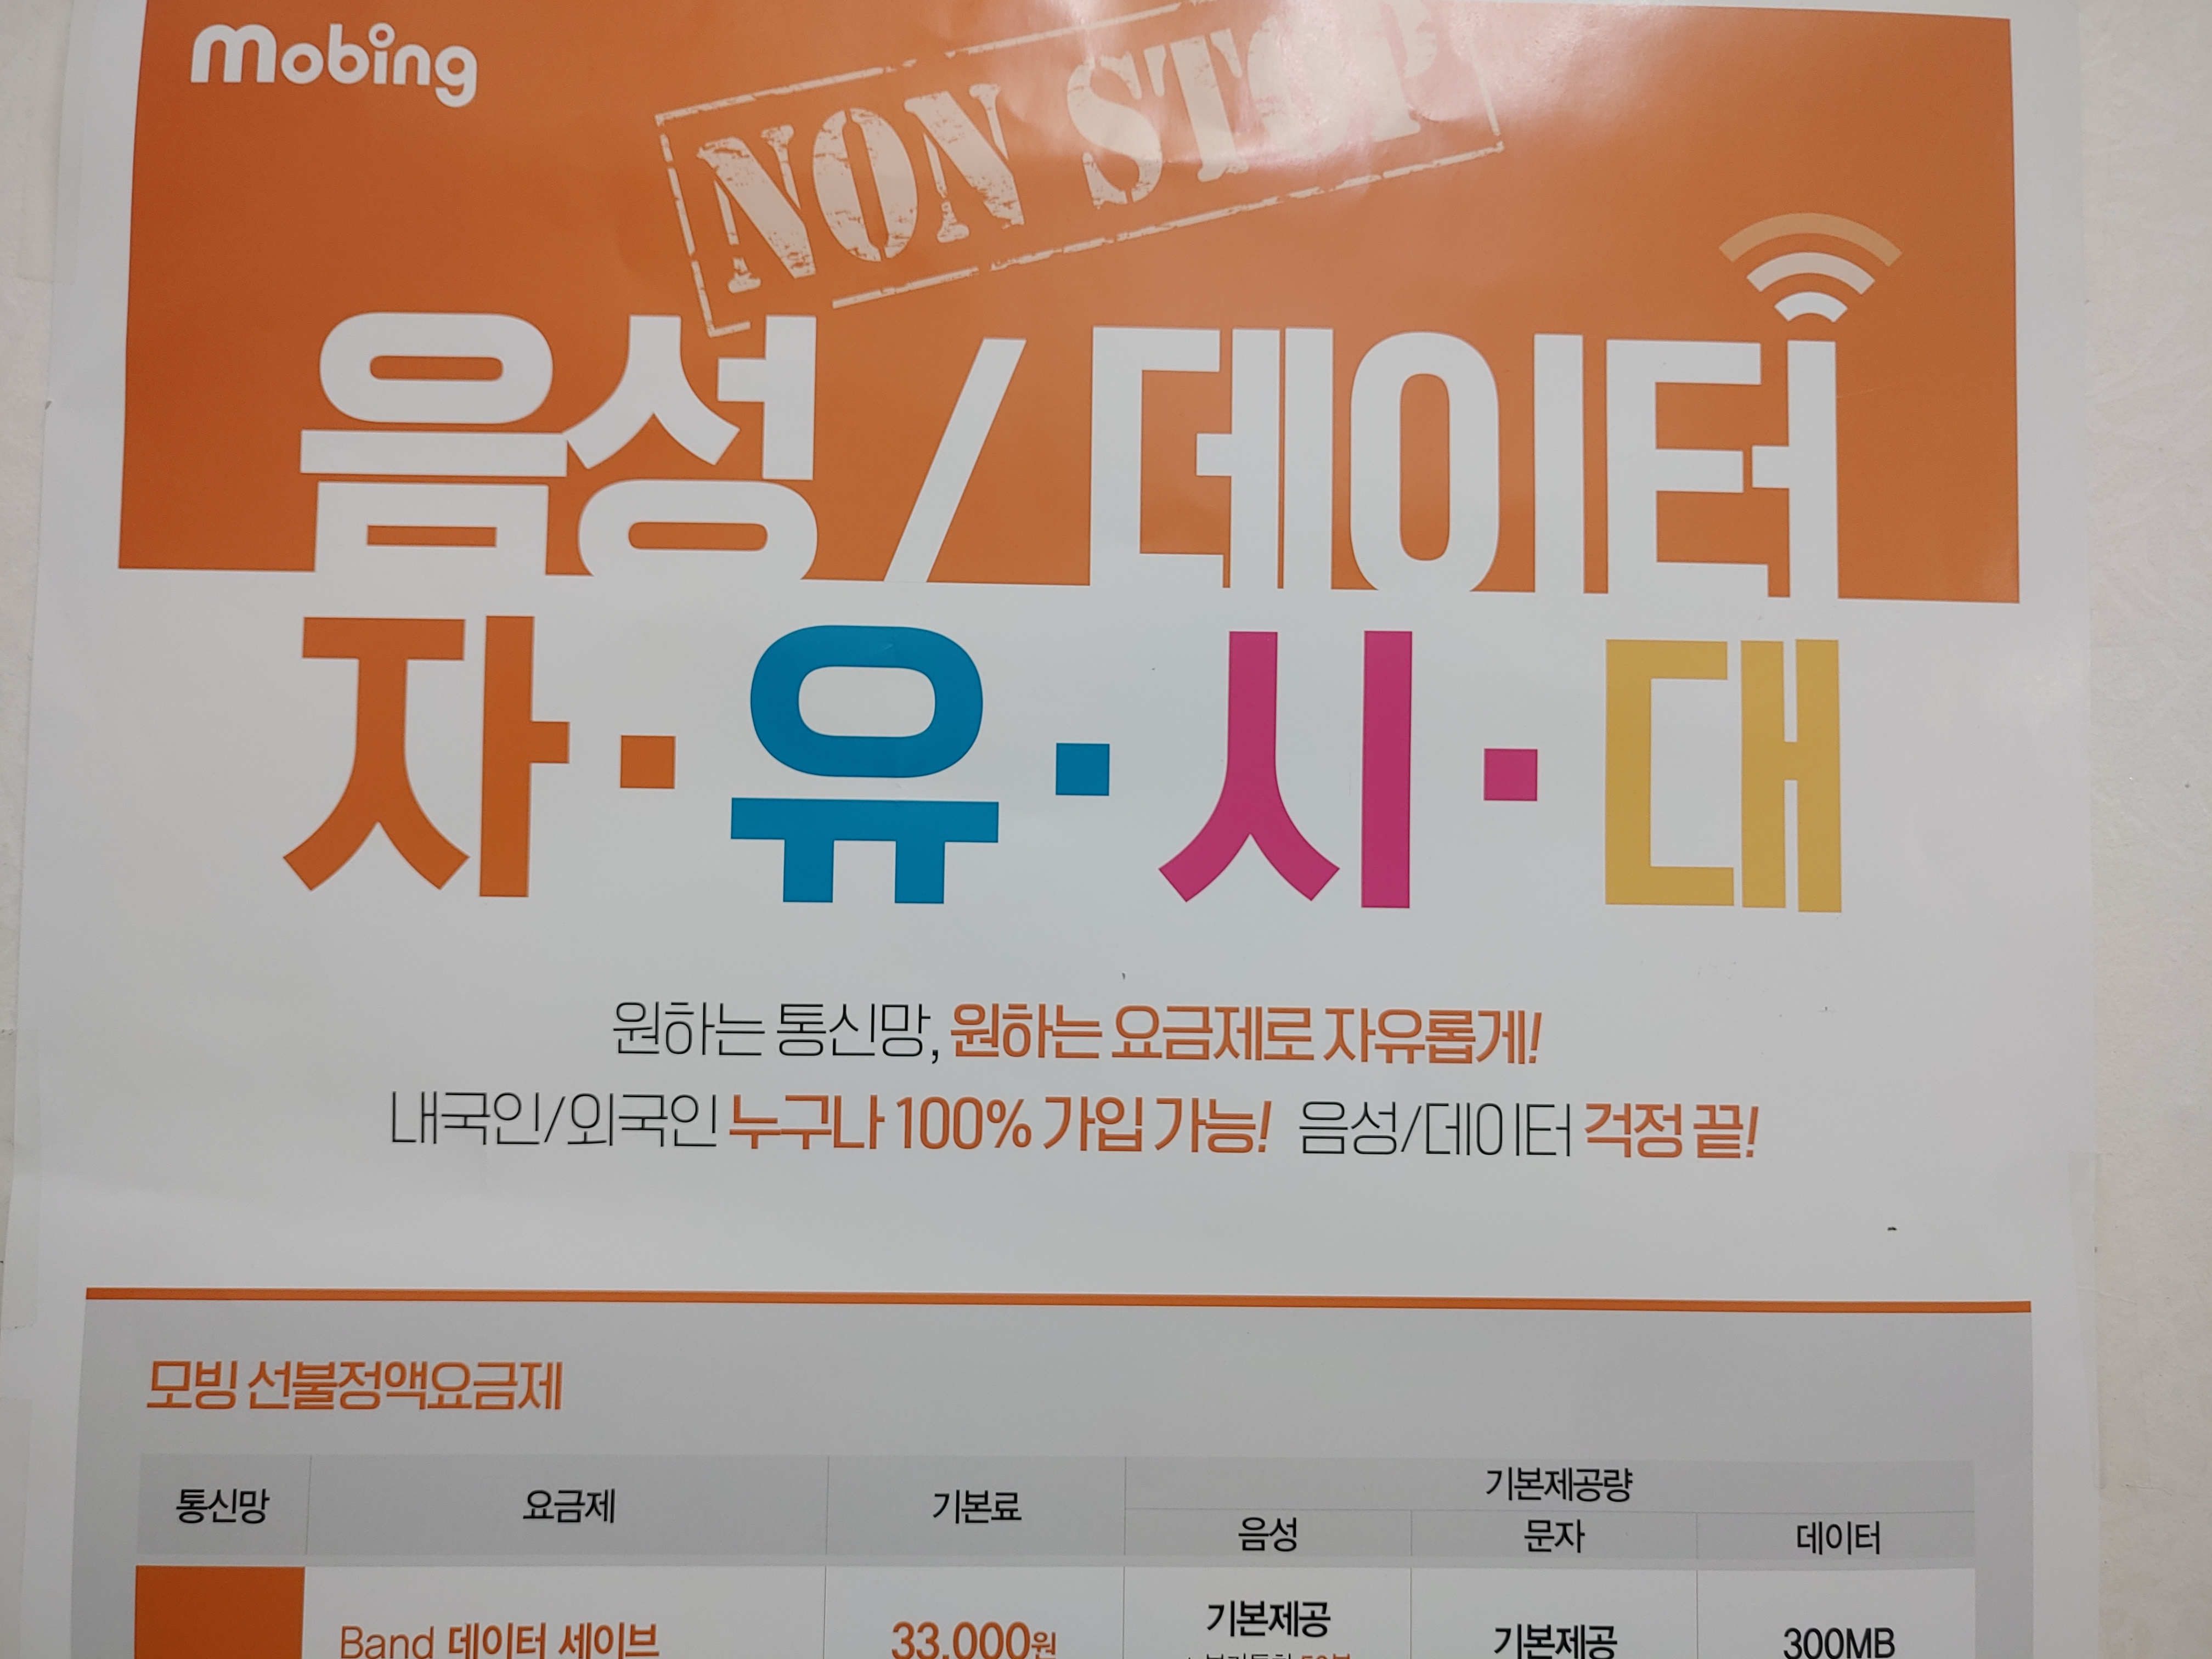 mobing
NON STOP
음성 / 데이터
자·유·시·대
원하는 통신망, 원하는 요금제로 자유롭게!
내국인/외국인 누구나 100% 가입 가능! 음성/데이터 걱정 끝!
모빙 선불정액요금제
통신망 요금제 기본료 기본제공량
음성 문자 데이터
Band 데이터 세이브 33,000원 기본제공 기본제공 300MB